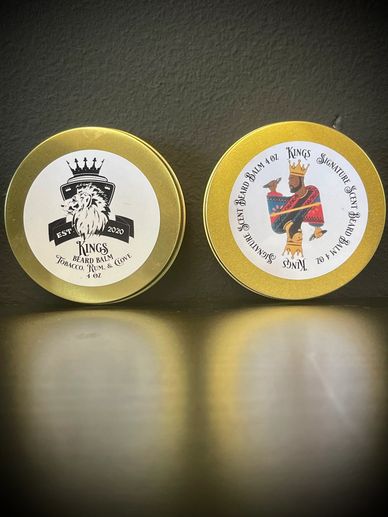 EST. 2020
KINGS
BEARD BALM
TOBACCO, RUM, & CLOVE
4 OZ
KINGS
SIGNATURE SCENT BEARD BALM 4 OZ
KINGS
SIGNATURE SCENT BEARD BALM 4 OZ